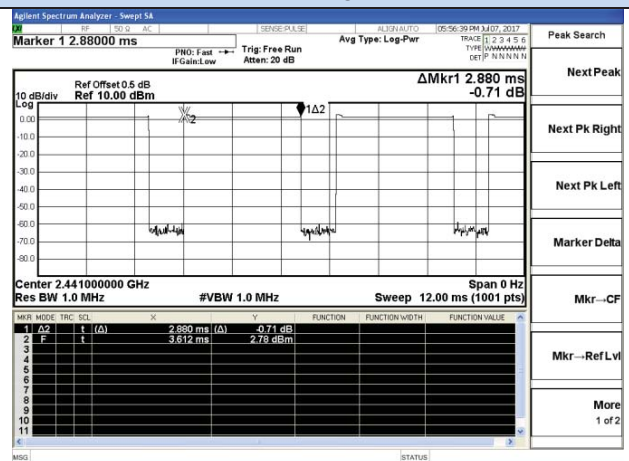 Agilent Spectrum Analyzer - Swept SA
RF 50 Ω AC SENSE:PULSE ALIGN AUTO 05:56:39 PM Jul 07, 2017
Marker 1 2.88000 ms
PNO: Fast Trig: Free Run
IFGain:Low Atten: 20 dB
Avg Type: Log-Pwr
TRACE 1 2 3 4 5 6
TYPE
DET P N N N N N
Peak Search
Next Peak
Next Pk Right
Next Pk Left
Marker Delta
Mkr→CF
Mkr→Ref Lvl
More
1 of 2
Ref Offset 0.5 dB
10 dB/div Ref 10.00 dBm
ΔMkr1 2.880 ms
-0.71 dB
Log
1Δ2
2
0.00
-10.0
-20.0
-30.0
-40.0
-50.0
-60.0
-70.0
-80.0
Center 2.441000000 GHz Span 0 Hz
Res BW 1.0 MHz #VBW 1.0 MHz Sweep 12.00 ms (1001 pts)
MKR MODE TRC SCL X Y FUNCTION FUNCTION WIDTH FUNCTION VALUE
1 Δ2 t (Δ) 2.880 ms (Δ) -0.71 dB
2 F t 3.612 ms 2.78 dBm
3
4
5
6
7
8
9
10
11
MSG STATUS